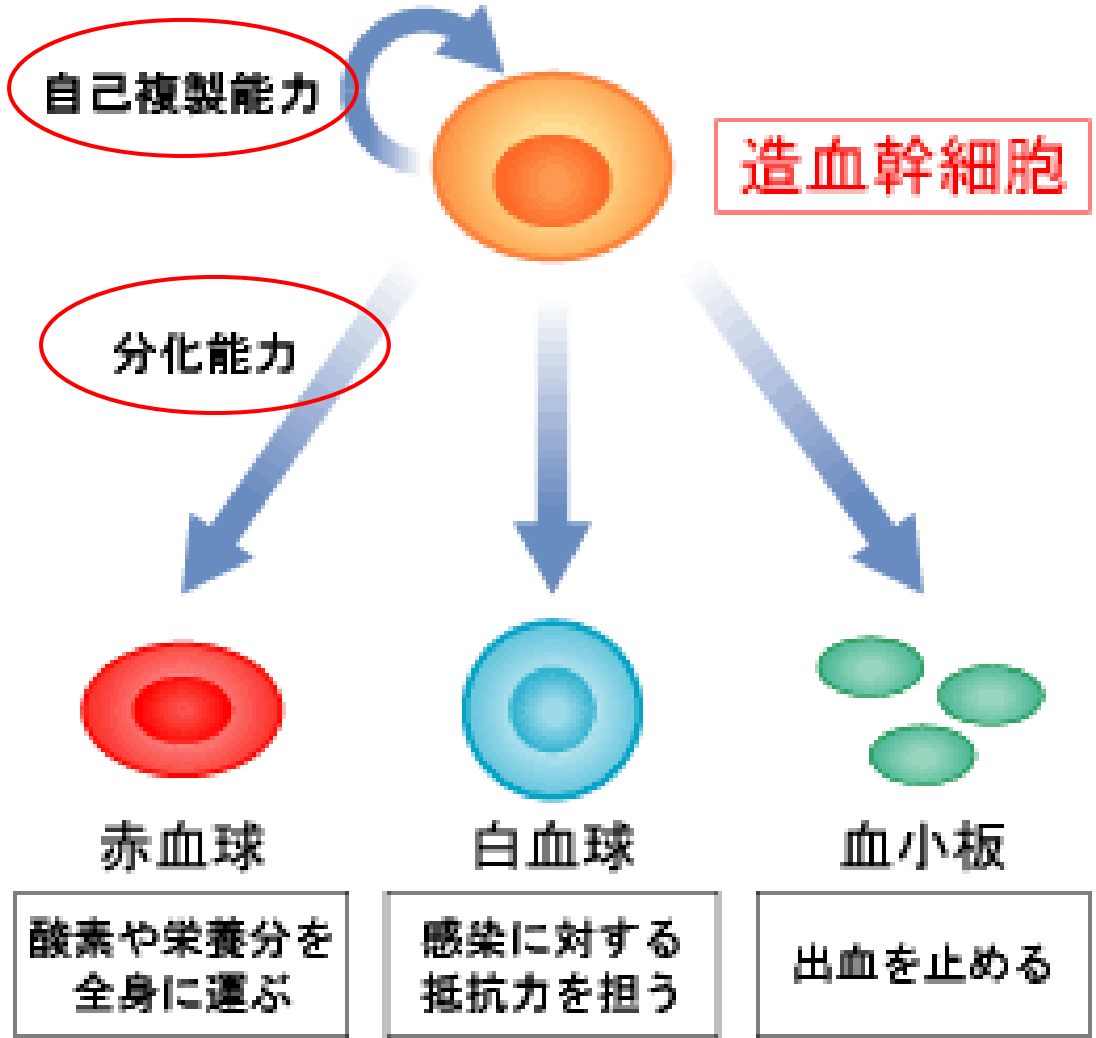 自己複製能力
造血幹細胞
分化能力
赤血球
白血球
血小板
酸素や栄養分を
全身に運ぶ
感染に対する
抵抗力を担う
出血を止める